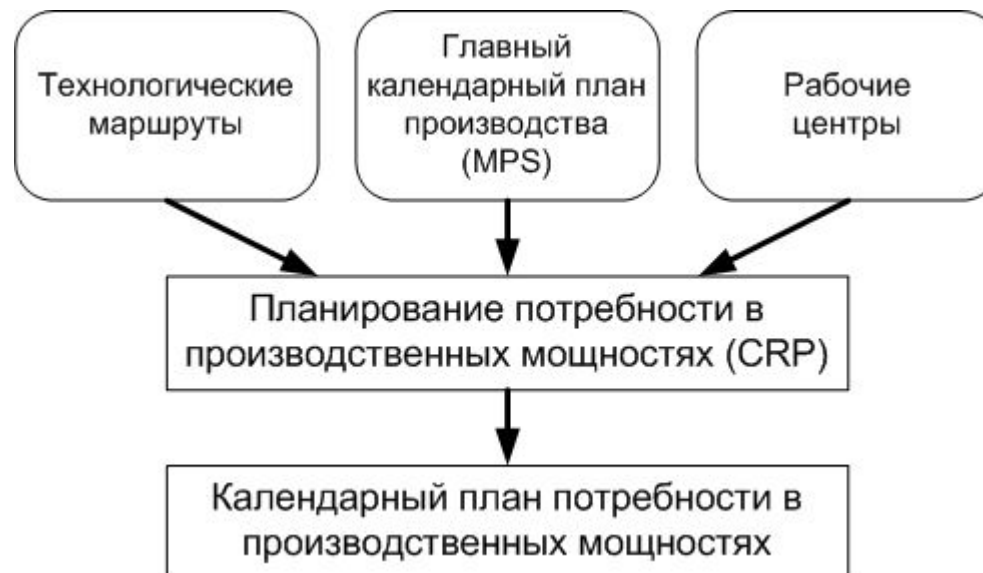 Технологические
маршруты
Главный
календарный план
производства
(MPS)
Рабочие
центры
Планирование потребности в
производственных мощностях (CRP)
Календарный план потребности в
производственных мощностях